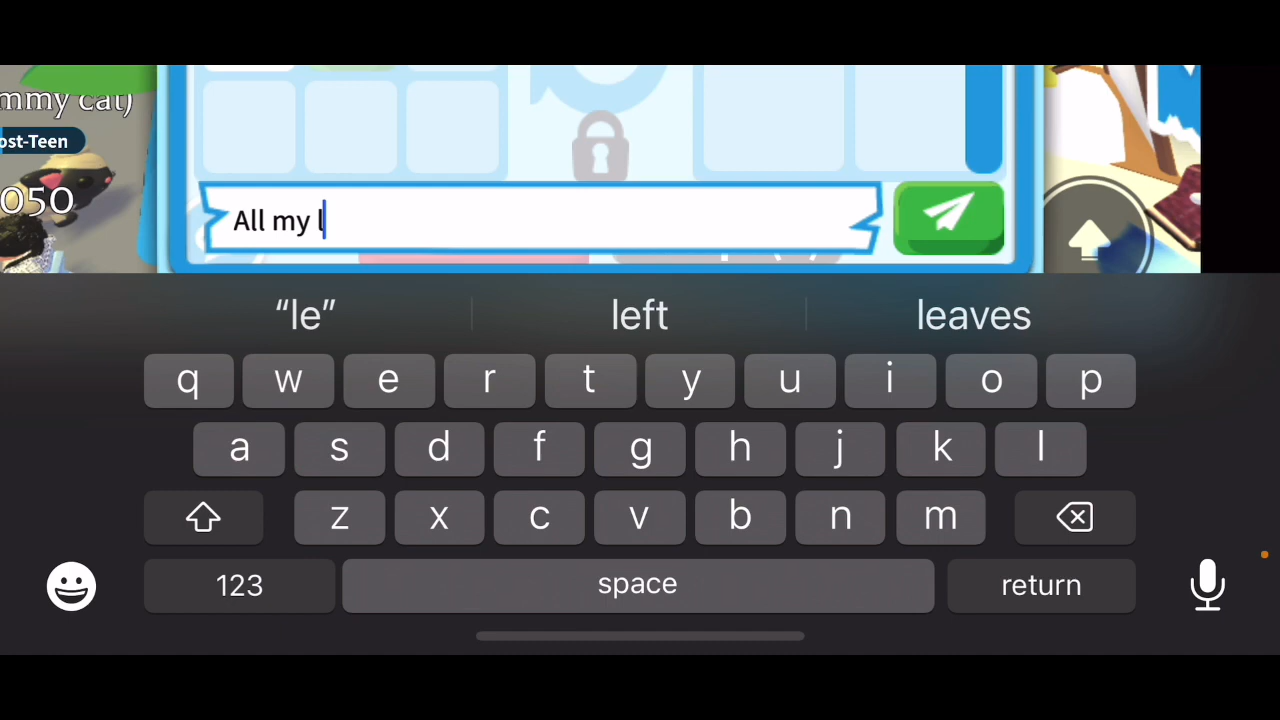 mmy cat)
ost-Teen
050
All my l
“le” left leaves
q w e r t y u i o p
a s d f g h j k l
z x c v b n m
123 space return